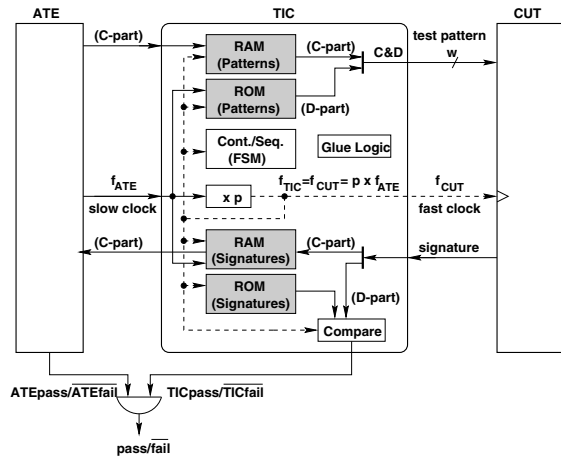 ATE
TIC
CUT
(C-part)
RAM
(Patterns)
(C-part)
C&D
test pattern
w
ROM
(Patterns)
(D-part)
Cont./Seq.
(FSM)
Glue Logic
f_ATE
slow clock
x p
f_TIC=f_CUT= p x f_ATE
f_CUT
fast clock
(C-part)
RAM
(Signatures)
(C-part)
signature
ROM
(Signatures)
(D-part)
Compare
ATEpass/ATEfail
TICpass/TICfail
pass/fail